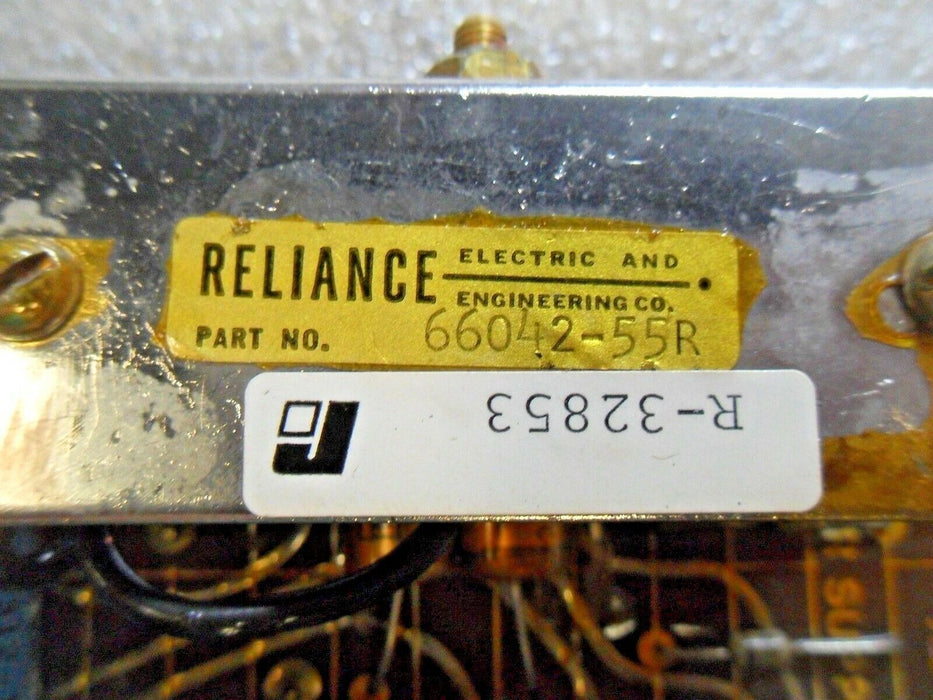 RELIANCE ELECTRIC AND
ENGINEERING CO.
PART NO. 66042-55R
R-32853